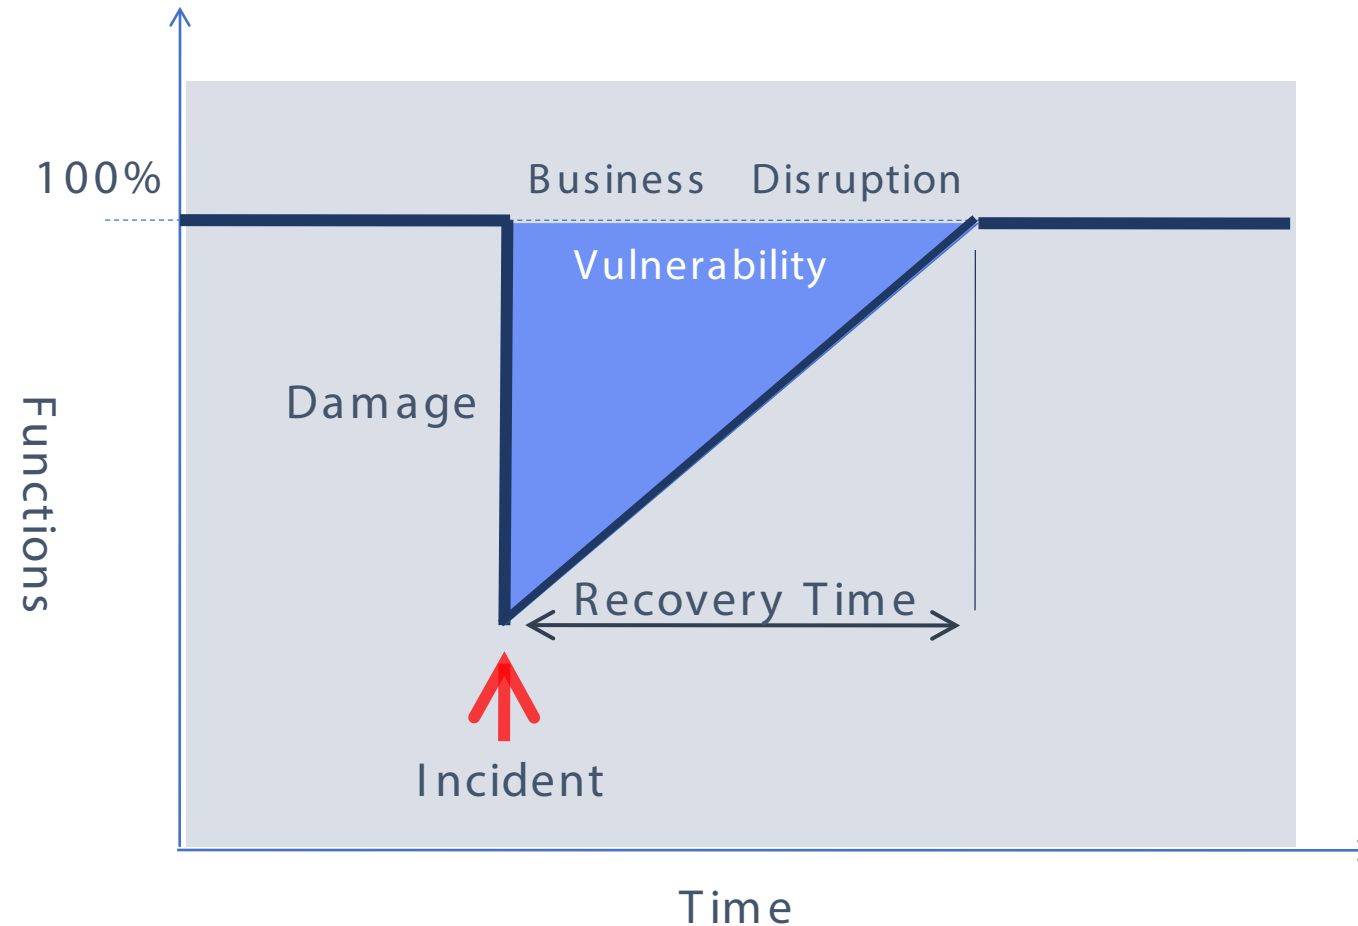 100%
Business Disruption
Vulnerability
Damage
Functions
Recovery Time
Incident
Time